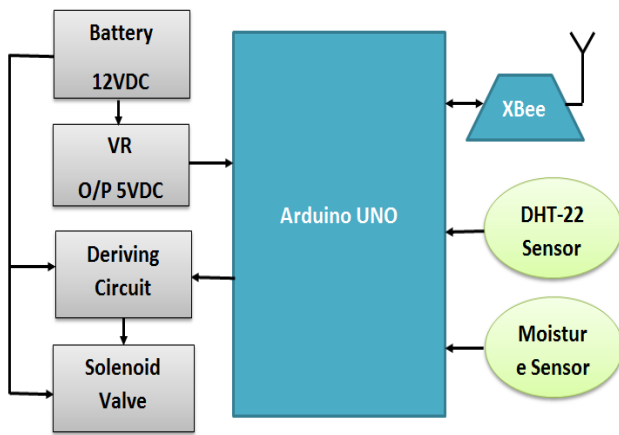 Battery
12VDC
VR
O/P 5VDC
Deriving
Circuit
Solenoid
Valve
Arduino UNO
XBee
DHT-22
Sensor
Moistur
e Sensor